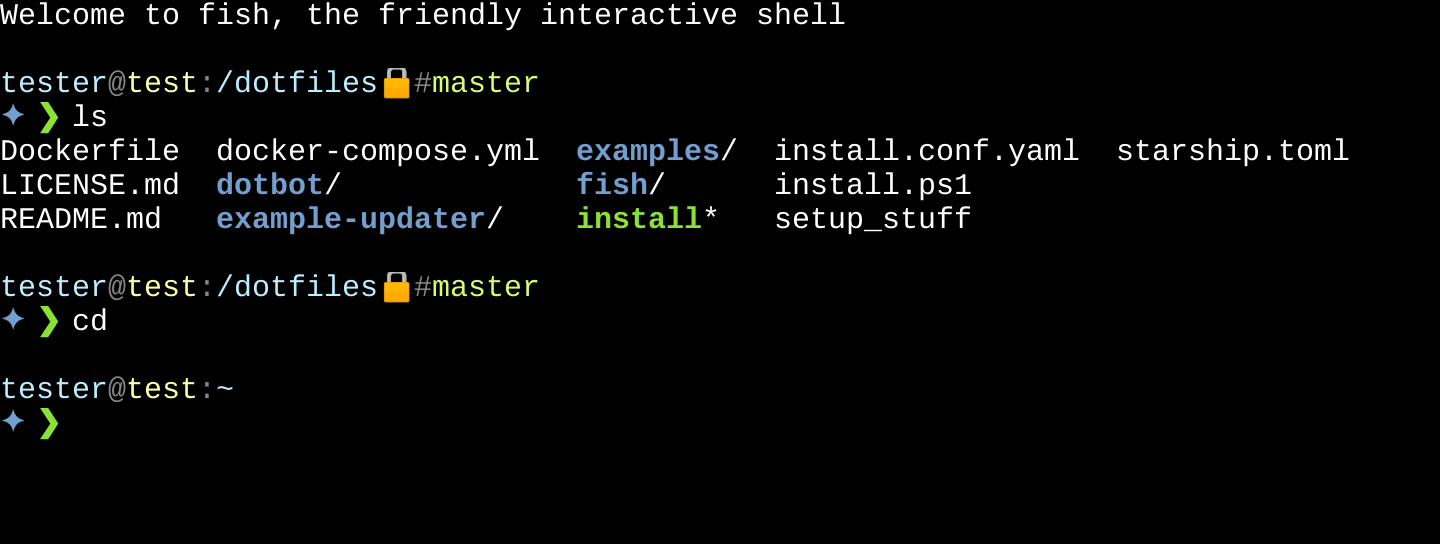 Welcome to fish, the friendly interactive shell
tester@test:/dotfiles🔒#master
✦ ❯ ls
Dockerfile  docker-compose.yml  examples/  install.conf.yaml  starship.toml
LICENSE.md  dotbot/             fish/      install.ps1
README.md   example-updater/    install*   setup_stuff
tester@test:/dotfiles🔒#master
✦ ❯ cd
tester@test:~
✦ ❯